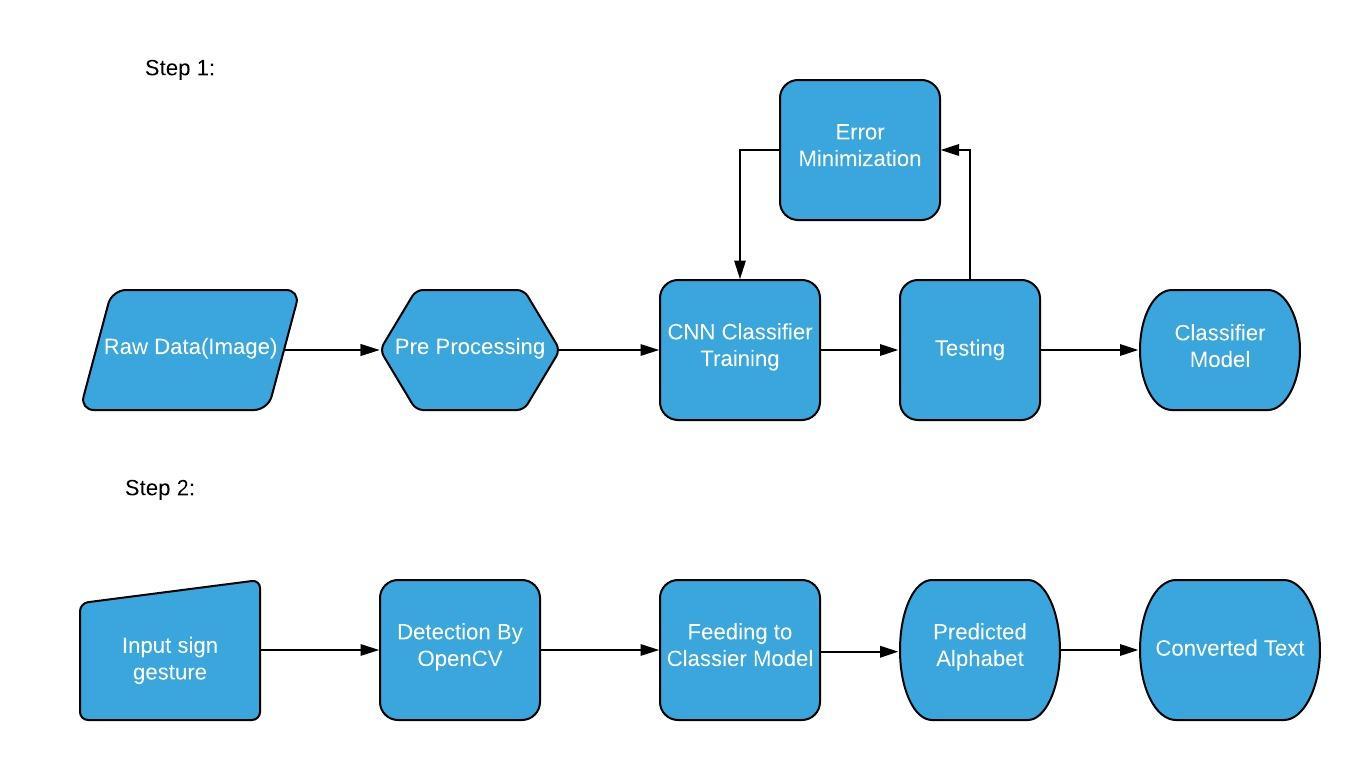 Step 1:
Error
Minimization
Raw Data(Image)
Pre Processing
CNN Classifier
Training
Testing
Classifier
Model
Step 2:
Input sign
gesture
Detection By
OpenCV
Feeding to
Classier Model
Predicted
Alphabet
Converted Text